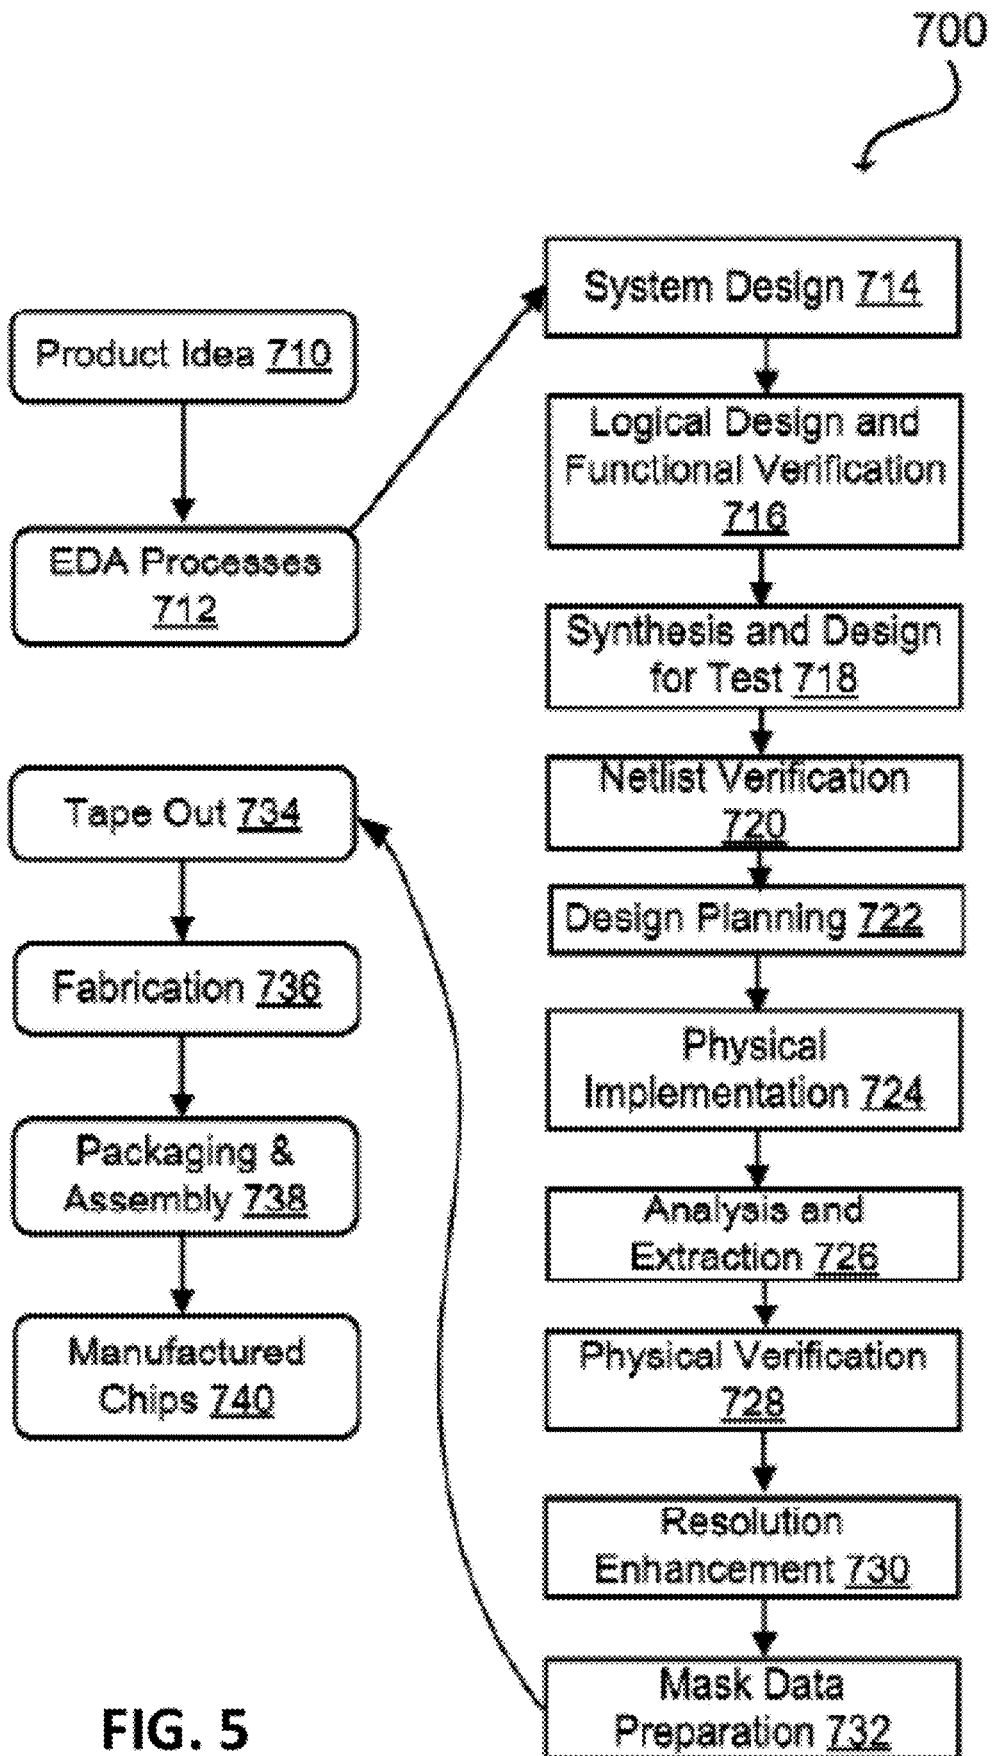 700
Product Idea 710
EDA Processes
712
System Design 714
Logical Design and
Functional Verification
716
Synthesis and Design
for Test 718
Netlist Verification
720
Design Planning 722
Physical
Implementation 724
Analysis and
Extraction 726
Physical Verification
728
Resolution
Enhancement 730
Mask Data
Preparation 732
Tape Out 734
Fabrication 736
Packaging &
Assembly 738
Manufactured
Chips 740
FIG. 5